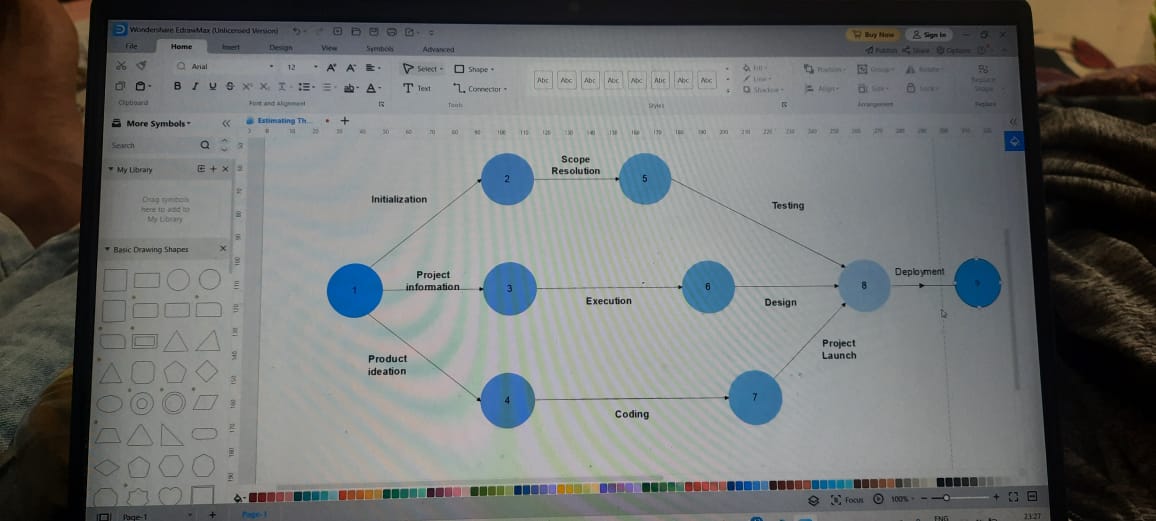 Wondershare EdrawMax (Unlicensed Version)
Buy Now
Sign In
File
Home
Insert
Design
View
Symbols
Advanced
Publish
Share
Options
Arial
12
Select
Shape
Text
Connector
Abc Abc Abc Abc Abc Abc Abc Abc
Fill
Line
Shadow
Position
Group
Rotate
Align
Size
Lock
Replace
Shape
Clipboard
Font and Alignment
Tools
Styles
Arrangement
Replace
More Symbols
Estimating Th...
Search
My Library
Drag symbols
here to add to
My Library
Basic Drawing Shapes
2
Scope
Resolution
5
Initialization
Testing
1
Project
information
3
Execution
6
Design
8
Deployment
9
Product
ideation
Project
Launch
4
Coding
7
Focus
100%
Page-1
Page-1
ENG
23:27